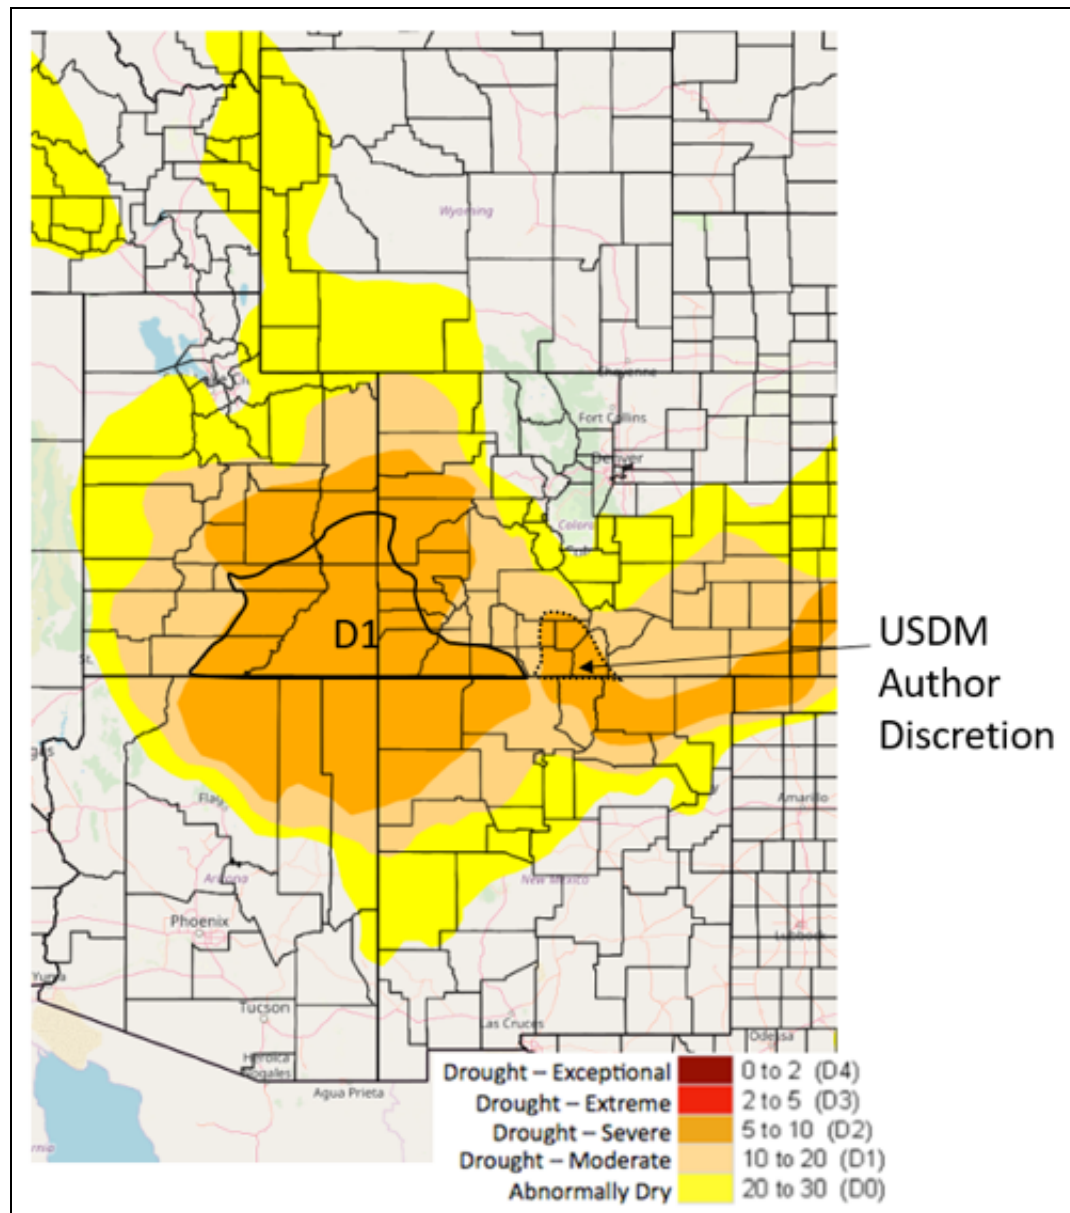 Wyoming
Cheyenne
Fort Collins
Denver
D1
St.
USDM
Author
Discretion
Amarillo
Arizona
New Mexico
Phoenix
Yuma
Tucson
Las Cruces
Odessa
Heroica
Nogales
Agua Prieta
Drought – Exceptional 0 to 2 (D4)
Drought – Extreme 2 to 5 (D3)
Drought – Severe 5 to 10 (D2)
Drought – Moderate 10 to 20 (D1)
Abnormally Dry 20 to 30 (D0)